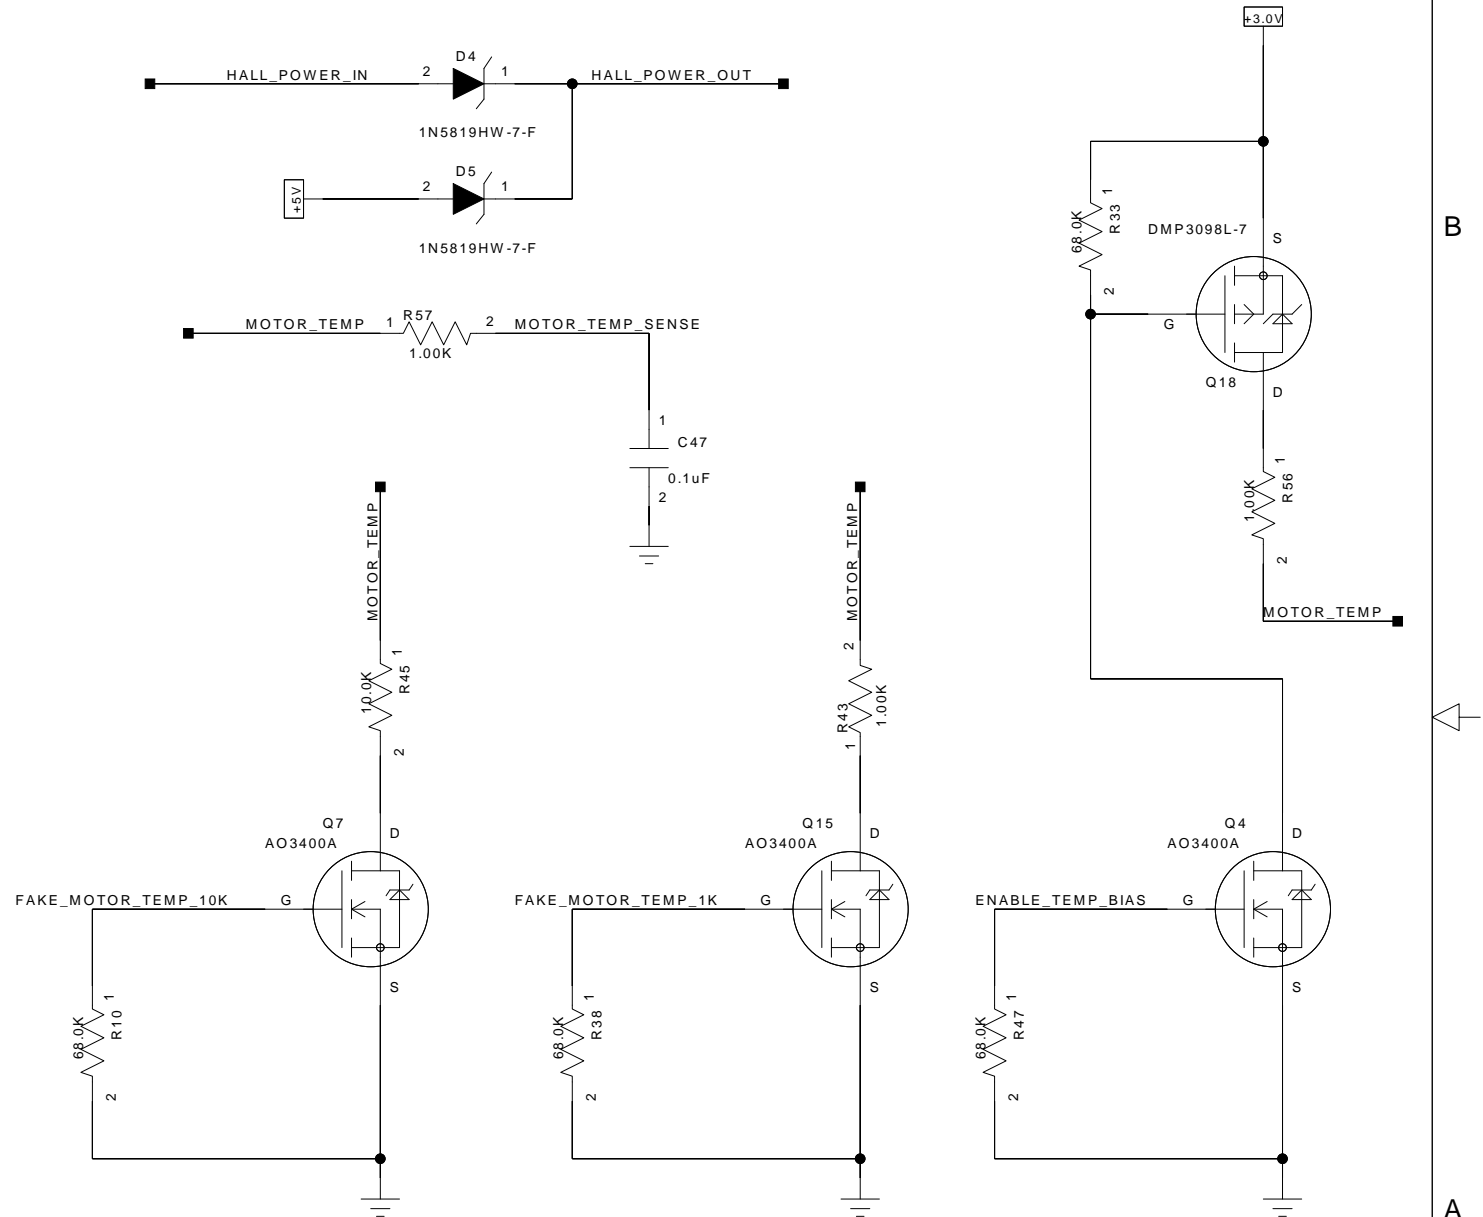 +3.0V
D4
HALL_POWER_IN 2 1 HALL_POWER_OUT
1N5819HW-7-F
D5
+5V 2 1
1N5819HW-7-F
1
R33
68.0K
2
DMP3098L-7
S
G
Q18
D
B
MOTOR_TEMP 1 R57 2 MOTOR_TEMP_SENSE
1.00K
1
C47
0.1uF
2
1
R56
1.00K
2
MOTOR_TEMP
MOTOR_TEMP
1
R45
10.0K
2
MOTOR_TEMP
2
R43
1.00K
1
Q7
AO3400A
D
FAKE_MOTOR_TEMP_10K G
S
1
R10
68.0K
2
Q15
AO3400A
D
FAKE_MOTOR_TEMP_1K G
S
1
R38
68.0K
2
Q4
AO3400A
D
ENABLE_TEMP_BIAS G
S
1
R47
68.0K
2
A